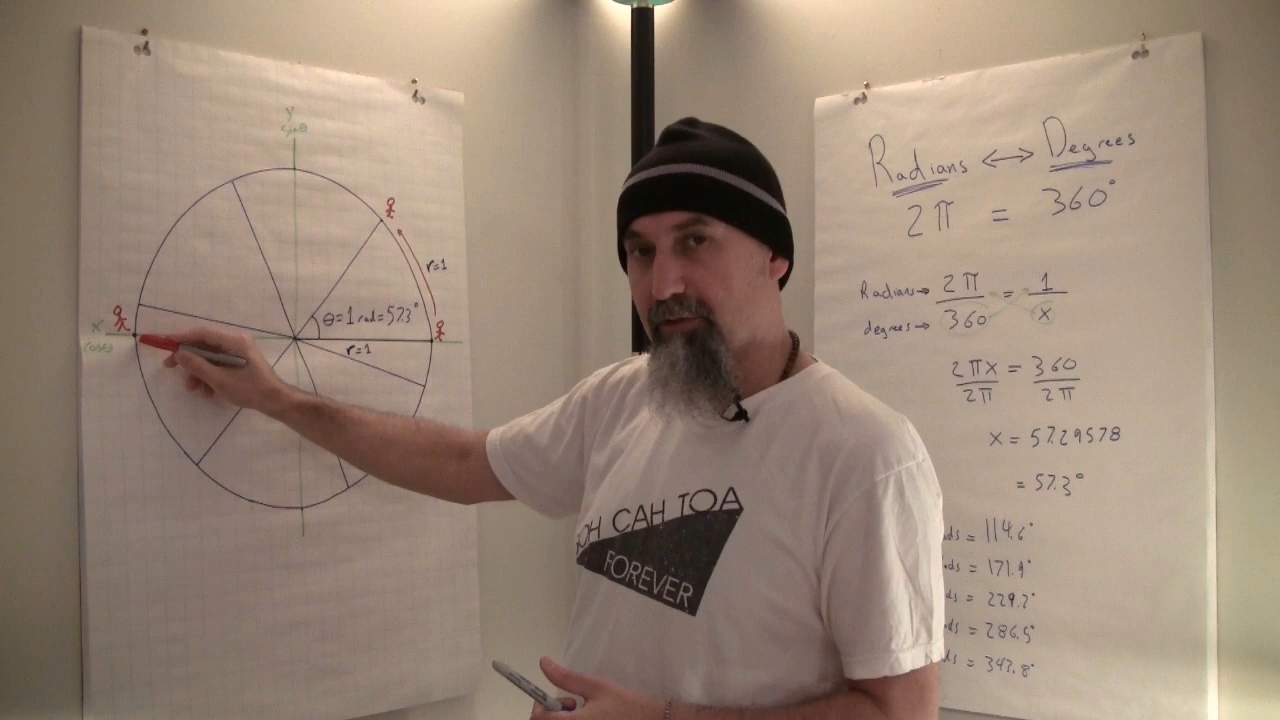 Y
sinθ
r=1
θ=1 rad=57.3°
r=1
X
cosθ
Radians ↔ Degrees
2π = 360°
Radians→ 2π = 1
degrees→ 360 x
2πx = 360
2π 2π
x = 57.29578
= 57.3°
ds = 114.6°
ds = 171.9°
ds = 229.2°
ds = 286.5°
ds = 343.8°
OH CAH TOA
FOREVER